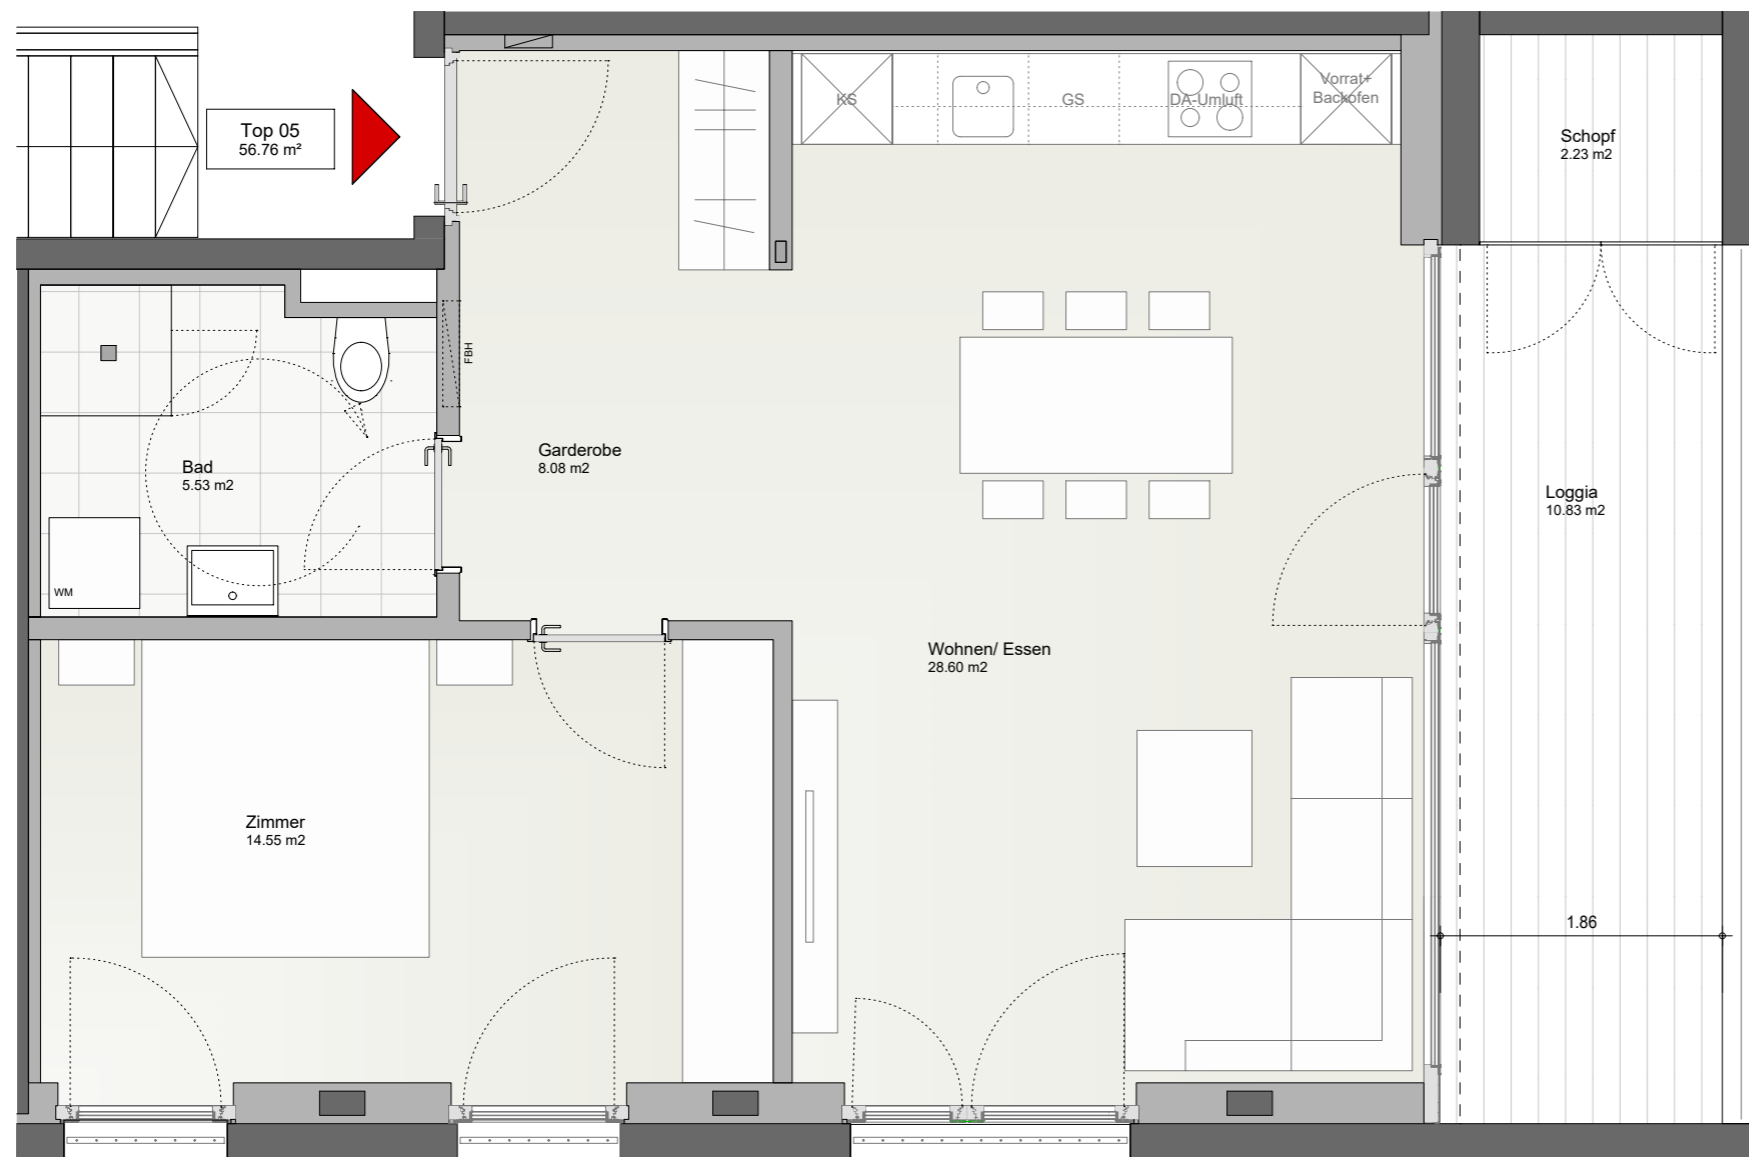 Top 05
56.76 m²
KS
GS
DA-Umluft
Vorrat+
Backofen
Schopf
2.23 m2
FBH
Garderobe
8.08 m2
Bad
5.53 m2
WM
Loggia
10.83 m2
Wohnen/ Essen
28.60 m2
Zimmer
14.55 m2
1.86